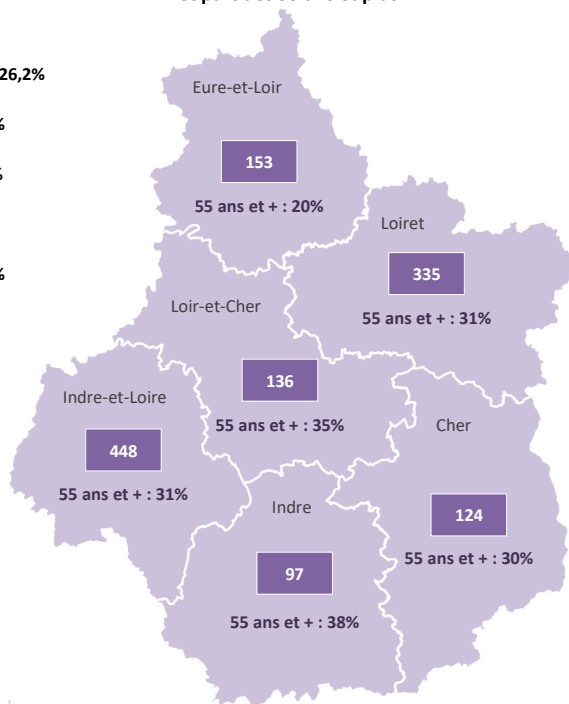 26,2%
%
%
%
Eure-et-Loir
153
55 ans et + : 20%
Loiret
335
55 ans et + : 31%
Loir-et-Cher
136
55 ans et + : 35%
Indre-et-Loire
448
55 ans et + : 31%
Cher
124
55 ans et + : 30%
Indre
97
55 ans et + : 38%